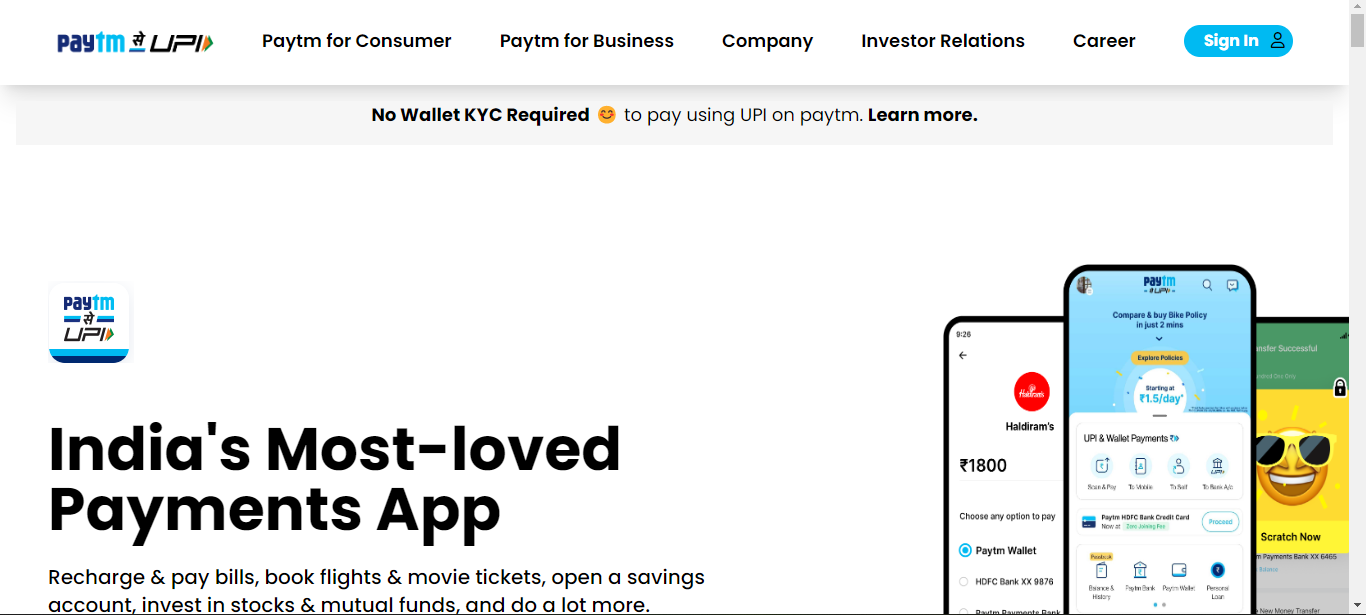 paytm से UPI
Paytm for Consumer
Paytm for Business
Company
Investor Relations
Career
Sign In
No Wallet KYC Required 😊 to pay using UPI on paytm. Learn more.
paytm
से
UPI
India's Most-loved
Payments App
Recharge & pay bills, book flights & movie tickets, open a savings
account, invest in stocks & mutual funds, and do a lot more.
9:26
Haldiram's
Haldiram's
₹1800
Choose any option to pay
Paytm Wallet
HDFC Bank XX 9876
Paytm Payments Bank
paytm
से UPI
Compare & buy Bike Policy
in just 2 mins
Explore Policies
Starting at
₹1.5/day*
UPI & Wallet Payments
Scan & Pay
To Mobile
To Self
To Bank A/c
Paytm HDFC Bank Credit Card
Now at Zero Joining Fee
Proceed
Passbook
Balance &
History
Paytm Bank
Paytm Wallet
Personal
Loan
nsfer Successful
Scratch Now
m Payments Bank XX 6465
Balance
New Money Transfer